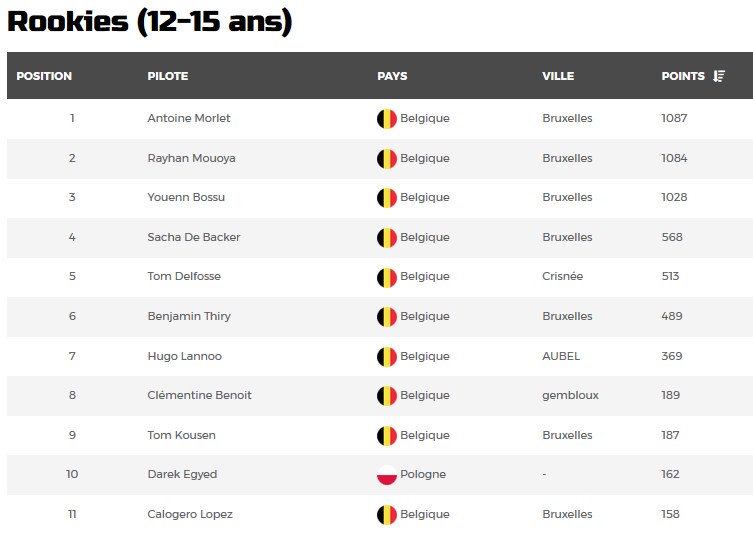 Rookies (12-15 ans)
POSITION PILOTE PAYS VILLE POINTS
1 Antoine Morlet Belgique Bruxelles 1087
2 Rayhan Mouoya Belgique Bruxelles 1084
3 Youenn Bossu Belgique Bruxelles 1028
4 Sacha De Backer Belgique Bruxelles 568
5 Tom Delfosse Belgique Crisnée 513
6 Benjamin Thiry Belgique Bruxelles 489
7 Hugo Lannoo Belgique AUBEL 369
8 Clémentine Benoit Belgique gembloux 189
9 Tom Kousen Belgique Bruxelles 187
10 Darek Egyed Pologne - 162
11 Calogero Lopez Belgique Bruxelles 158